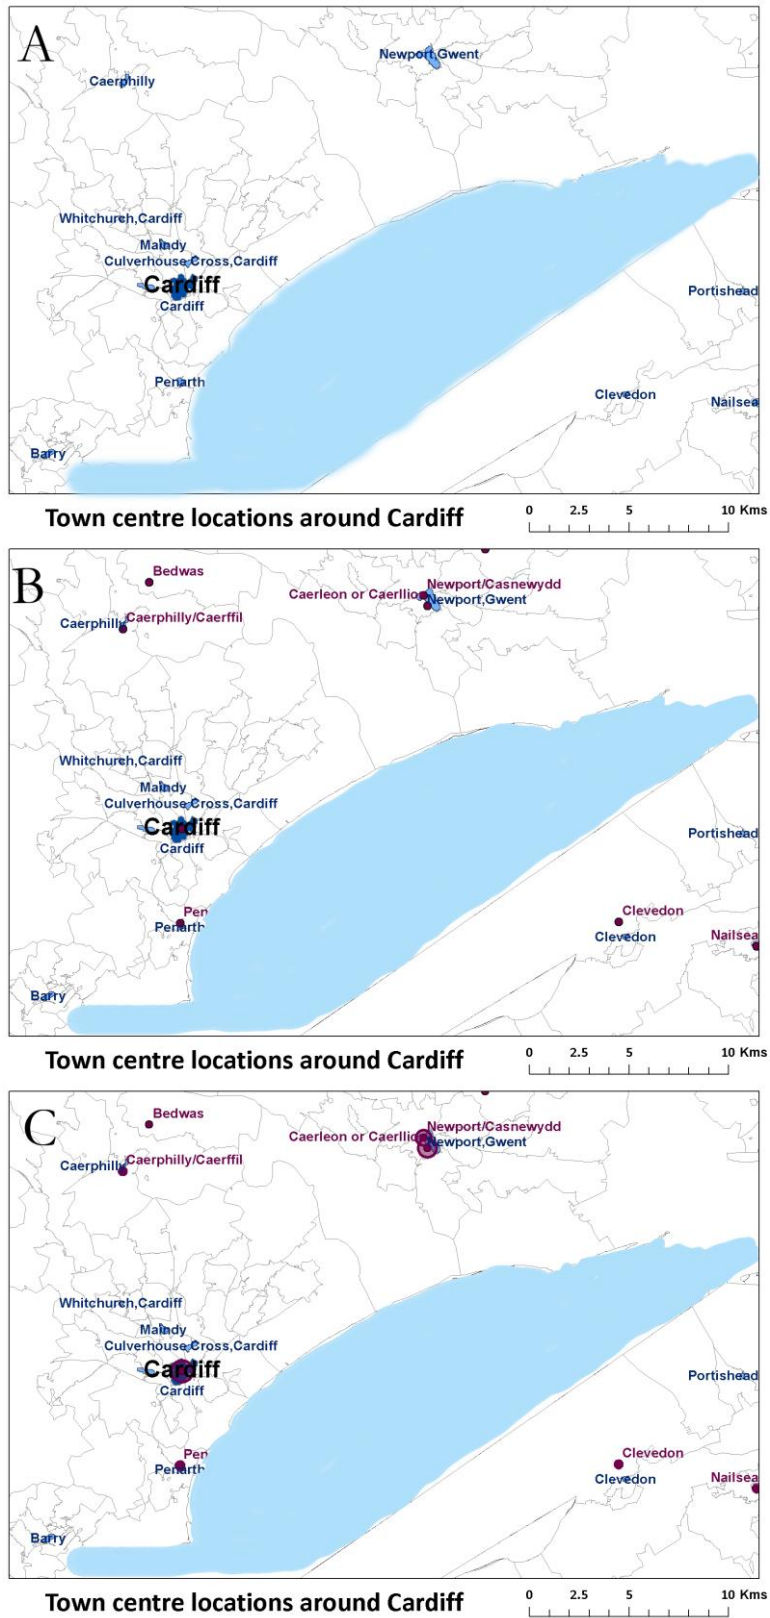 A
Newport,Gwent
Caerphilly
Whitchurch,Cardiff
Maindy
Culverhouse Cross,Cardiff
Cardiff
Cardiff
Portishead
Penarth
Clevedon
Nailsea
Barry
Town centre locations around Cardiff
0 2.5 5 10 Kms
B
Bedwas
Newport/Casnewydd
Caerleon or Caerllio
Newport,Gwent
Caerphilly/Caerffil
Caerphilly
Whitchurch,Cardiff
Maindy
Culverhouse Cross,Cardiff
Cardiff
Portishead
Cardiff
Pen
Clevedon
Penarth
Clevedon
Nailsea
Barry
Town centre locations around Cardiff
0 2.5 5 10 Kms
C
Bedwas
Newport/Casnewydd
Caerleon or Caerllio
Newport,Gwent
Caerphilly/Caerffil
Caerphilly
Whitchurch,Cardiff
Maindy
Culverhouse Cross,Cardiff
Cardiff
Portishead
Cardiff
Pen
Clevedon
Penarth
Clevedon
Nailsea
Barry
Town centre locations around Cardiff
0 2.5 5 10 Kms